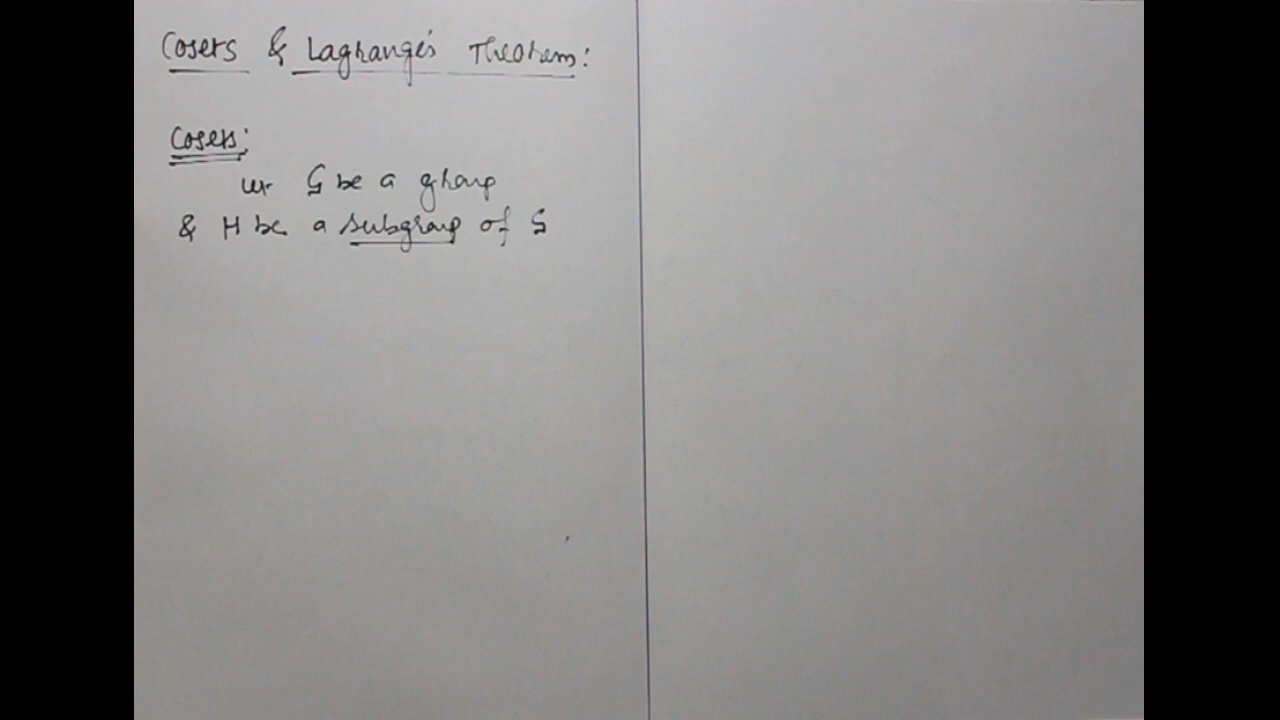 Cosets & Lagrange's Theorem:
Cosets:
Let G be a group
& H be a subgroup of G